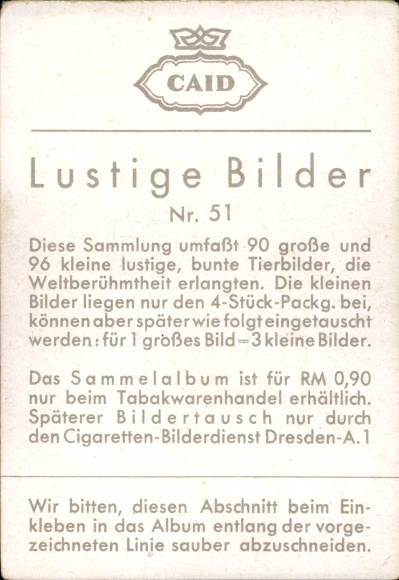 CAID
Lustige Bilder
Nr. 51
Diese Sammlung umfaßt 90 große und
96 kleine lustige, bunte Tierbilder, die
Weltberühmtheit erlangten. Die kleinen
Bilder liegen nur den 4-Stück-Packg. bei,
können aber später wie folgt eingetauscht
werden: für 1 großes Bild = 3 kleine Bilder.
Das Sammelalbum ist für RM 0,90
nur beim Tabakwarenhandel erhältlich.
Späterer Bildertausch nur durch
den Cigaretten-Bilderdienst Dresden-A. 1
Wir bitten, diesen Abschnitt beim Ein-
kleben in das Album entlang der vorge-
zeichneten Linie sauber abzuschneiden.